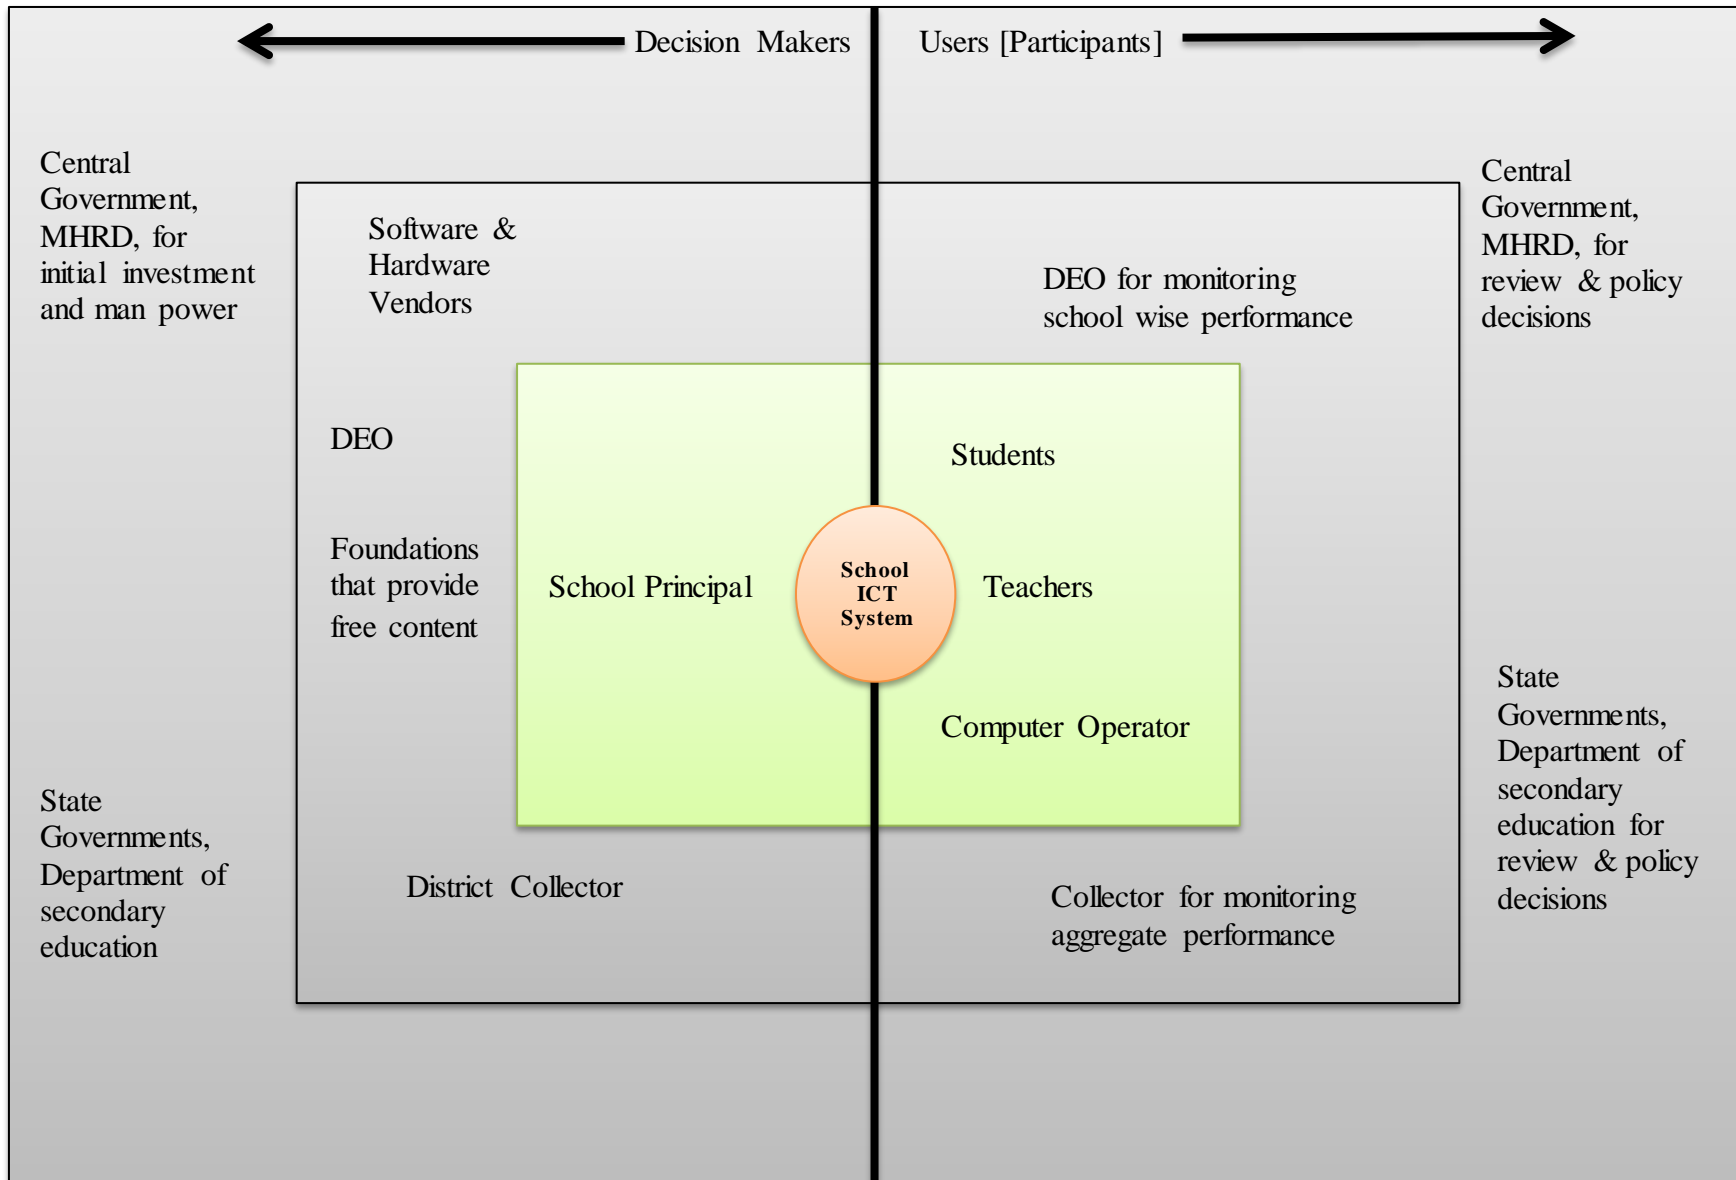 Decision Makers
Users [Participants]
Central
Government,
MHRD, for
initial investment
and man power
State
Governments,
Department of
secondary
education
Software &
Hardware
Vendors
DEO
Foundations
that provide
free content
District Collector
School Principal
School
ICT
System
Students
Teachers
Computer Operator
DEO for monitoring
school wise performance
Collector for monitoring
aggregate performance
Central
Government,
MHRD, for
review & policy
decisions
State
Governments,
Department of
secondary
education for
review & policy
decisions